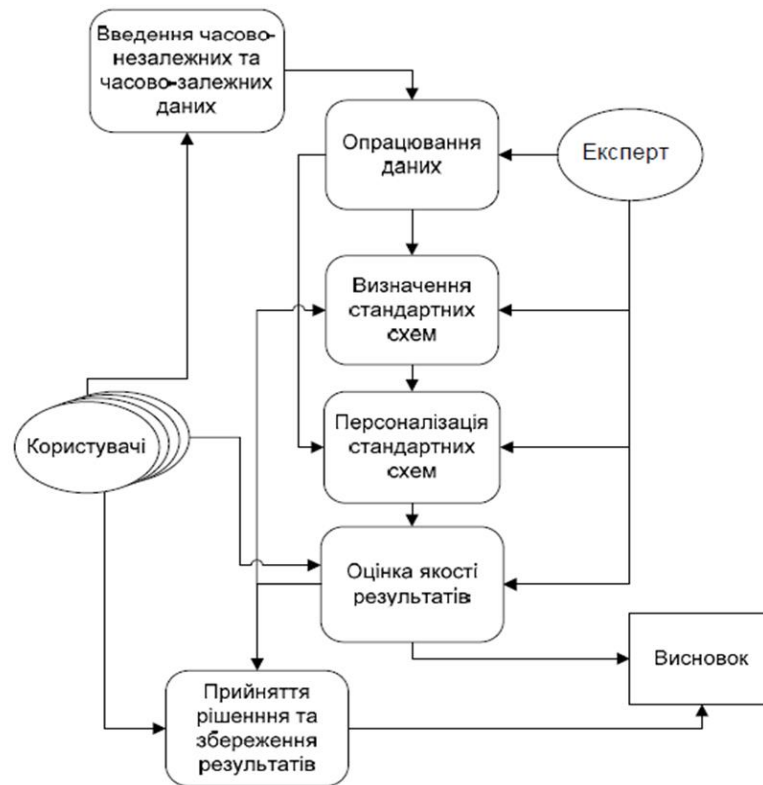 Введення часово-
незалежних та
часово-залежних
даних
Опрацювання
даних
Експерт
Визначення
стандартних
схем
Користувачі
Персоналізація
стандартних
схем
Оцінка якості
результатів
Висновок
Прийняття
рішенння та
збереження
результатів